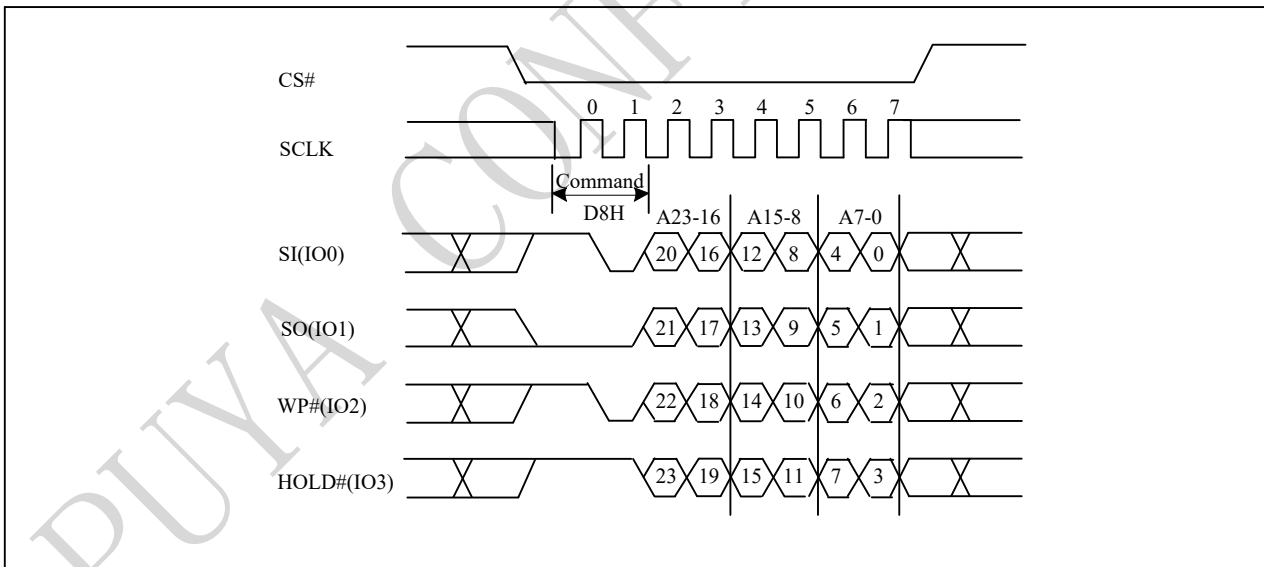 PUYA CONF
CS#
0 1 2 3 4 5 6 7
SCLK
Command
D8H
A23-16 A15-8 A7-0
SI(IO0) 20 16 12 8 4 0
SO(IO1) 21 17 13 9 5 1
WP#(IO2) 22 18 14 10 6 2
HOLD#(IO3) 23 19 15 11 7 3